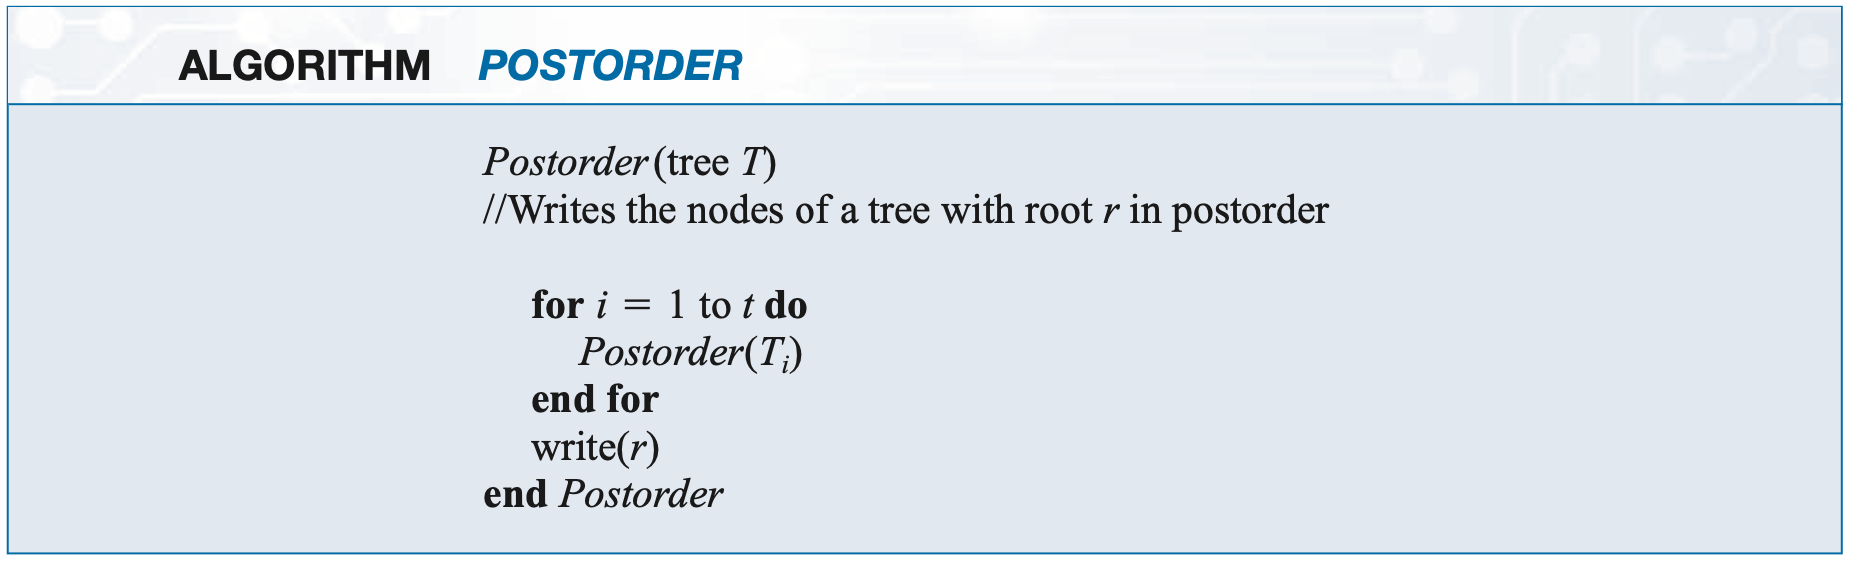 ALGORITHM POSTORDER
Postorder(tree T)
//Writes the nodes of a tree with root r in postorder
for i = 1 to t do
Postorder(Tᵢ)
end for
write(r)
end Postorder